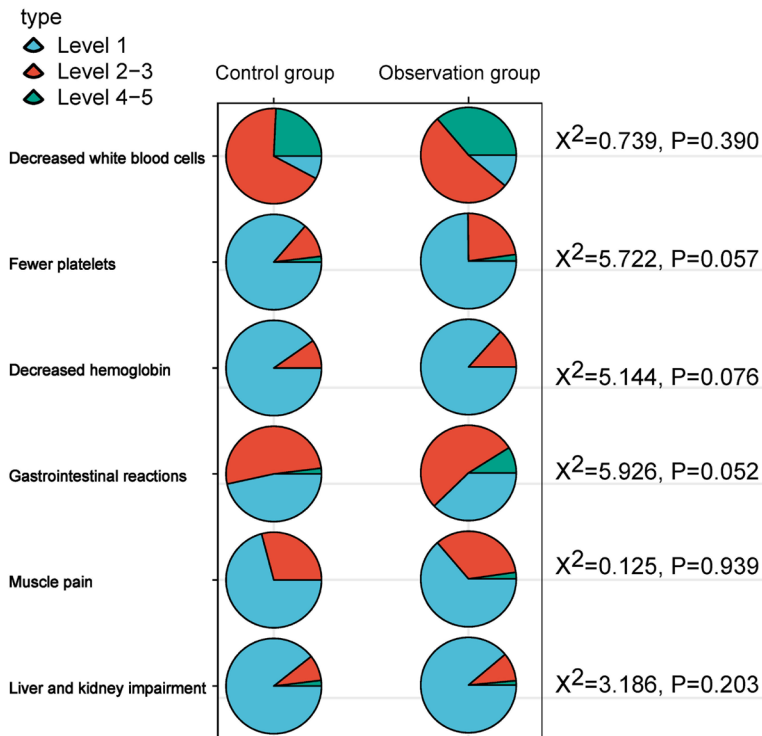 type
Level 1
Level 2−3
Level 4−5
Control group
Observation group
Decreased white blood cells
X²=0.739, P=0.390
Fewer platelets
X²=5.722, P=0.057
Decreased hemoglobin
X²=5.144, P=0.076
Gastrointestinal reactions
X²=5.926, P=0.052
Muscle pain
X²=0.125, P=0.939
Liver and kidney impairment
X²=3.186, P=0.203